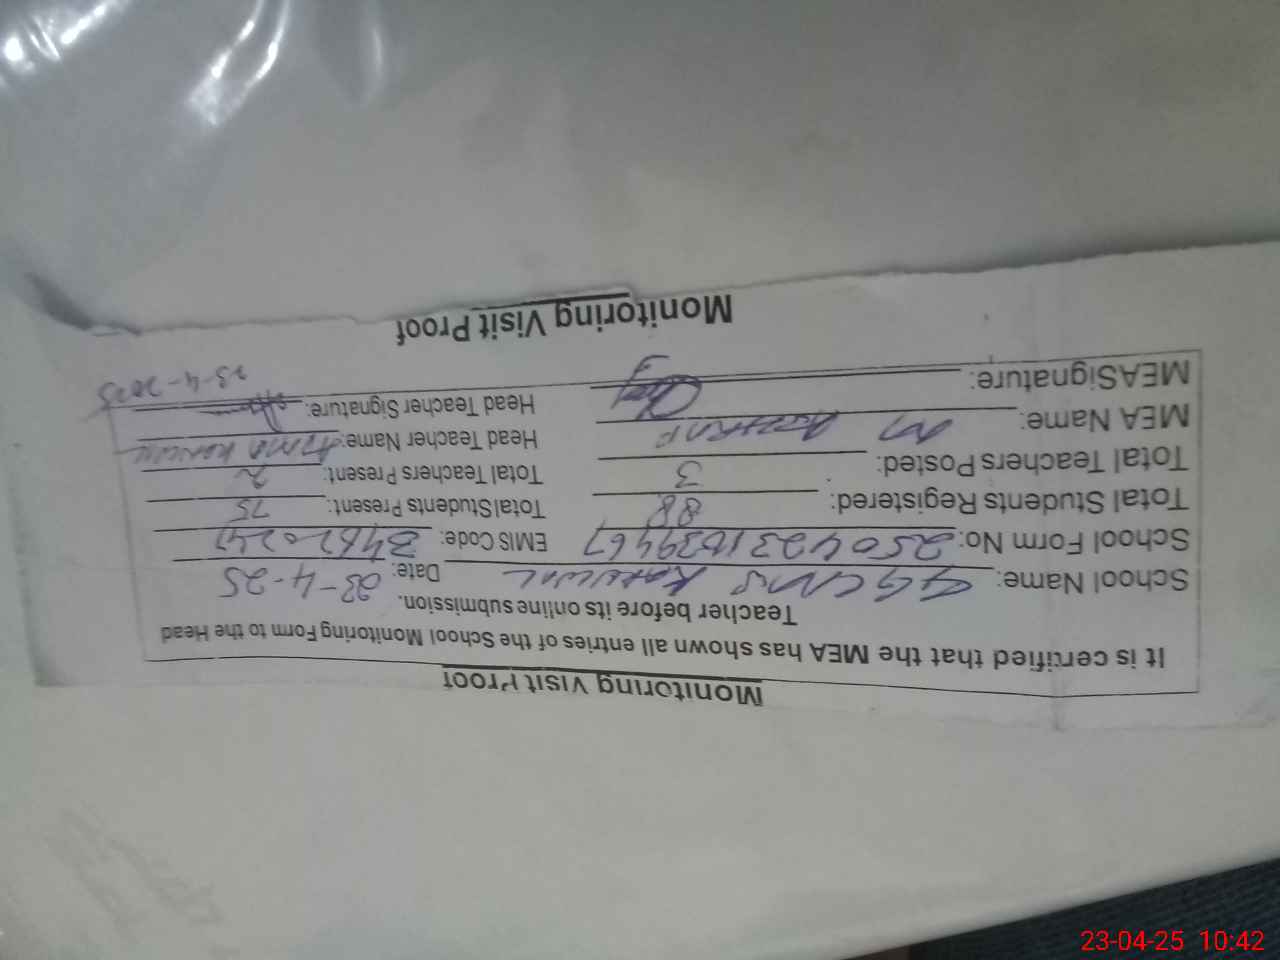 Monitoring Visit Proof
It is certified that the MEA has shown all entries of the School Monitoring Form to the Head
Teacher before its online submission.
School Name: GGCMS Date: 23-4-25
School Form No: 25042311039467 EMIS Code:
Total Students Registered: 88 Total Students Present: 75
Total Teachers Posted: 3 Total Teachers Present: 2
MEA Name: M Ashraf Head Teacher Name:
MEASignature: Head Teacher Signature:
23-4-2025
Monitoring Visit Proof
23-04-25 10:42